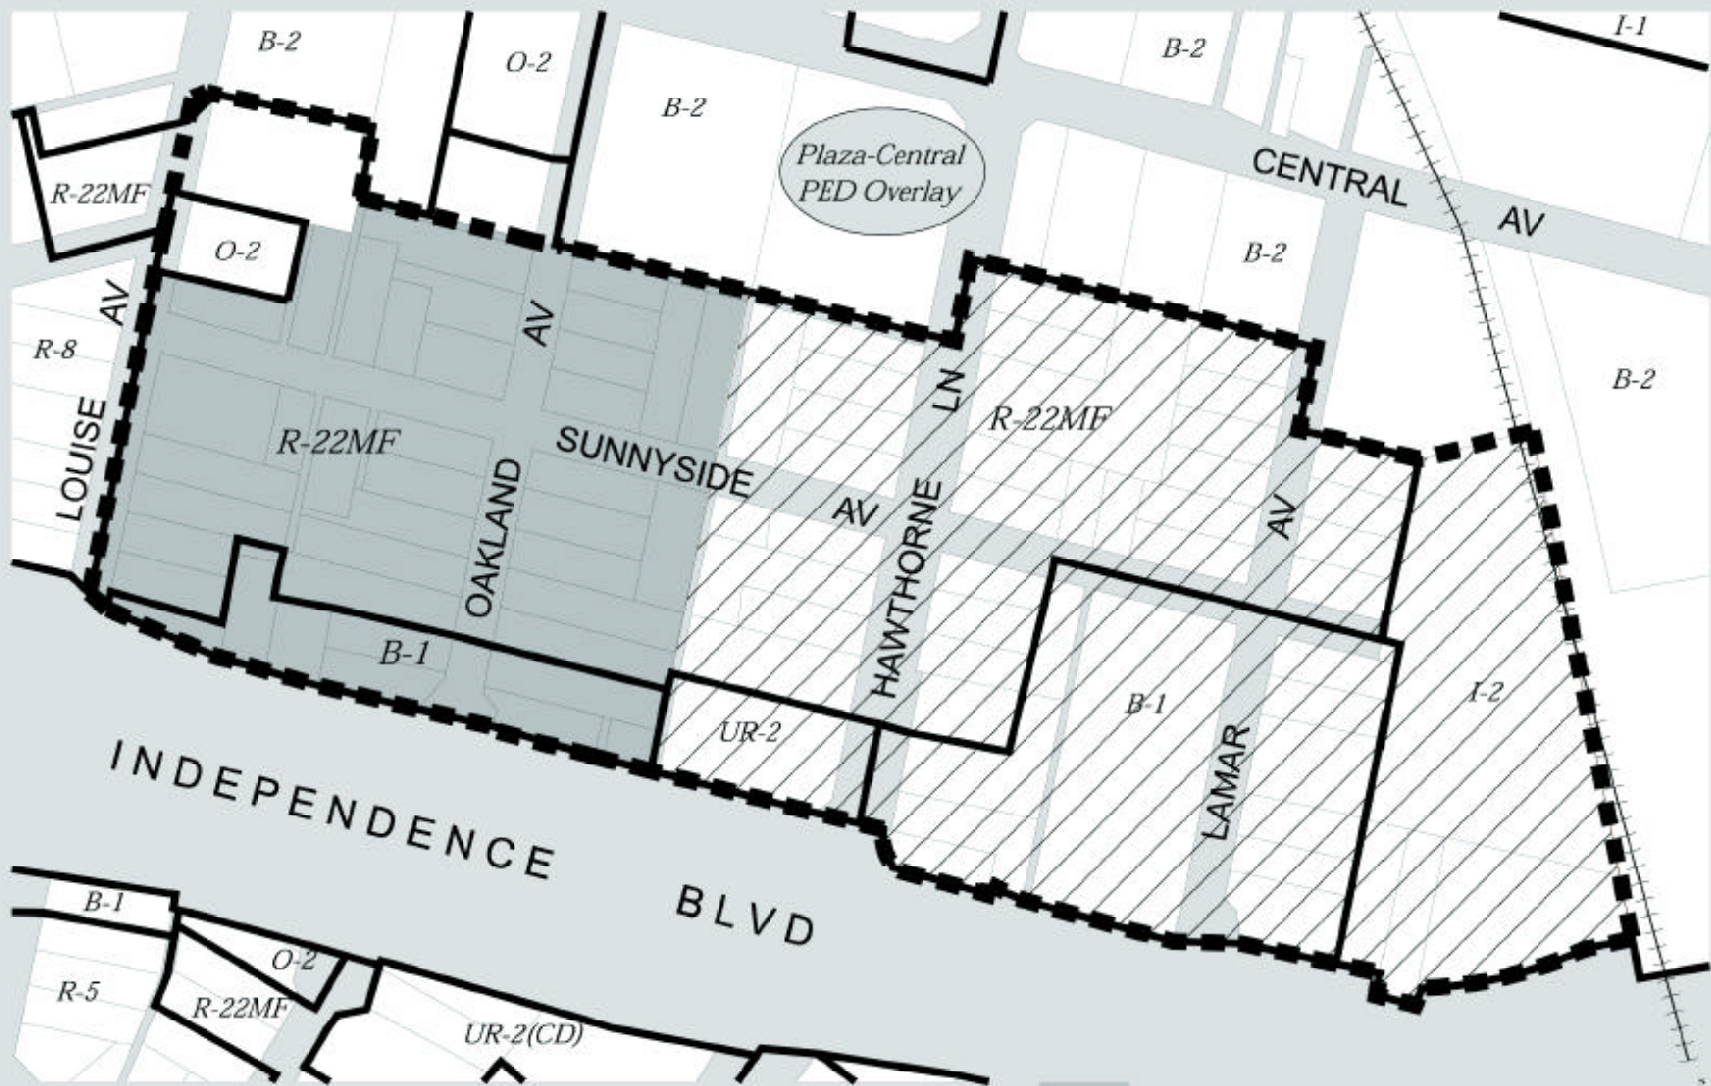 I-1
B-2
O-2
B-2
B-2
Plaza-Central
PED Overlay
CENTRAL
AV
R-22MF
O-2
B-2
AV
AV
R-8
B-2
LN
R-22MF
LOUISE
R-22MF
SUNNYSIDE
AV
AV
OAKLAND
HAWTHORNE
B-1
I-2
B-1
UR-2
LAMAR
INDEPENDENCE
BLVD
B-1
O-2
R-5
R-22MF
UR-2(CD)